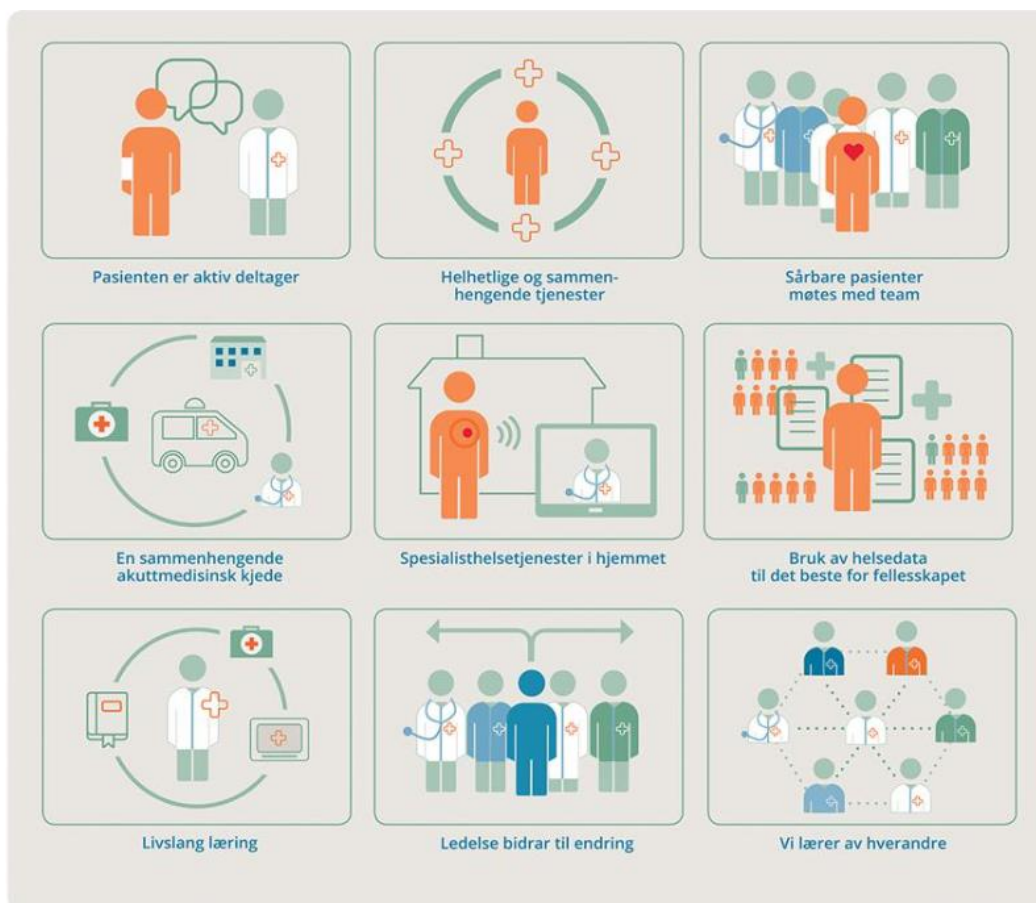 Pasienten er aktiv deltager
Helhetlige og sammen-
hengende tjenester
Sårbare pasienter
møtes med team
En sammenhengende
akuttmedisinsk kjede
Spesialisthelsetjenester i hjemmet
Bruk av helsedata
til det beste for fellesskapet
Livslang læring
Ledelse bidrar til endring
Vi lærer av hverandre